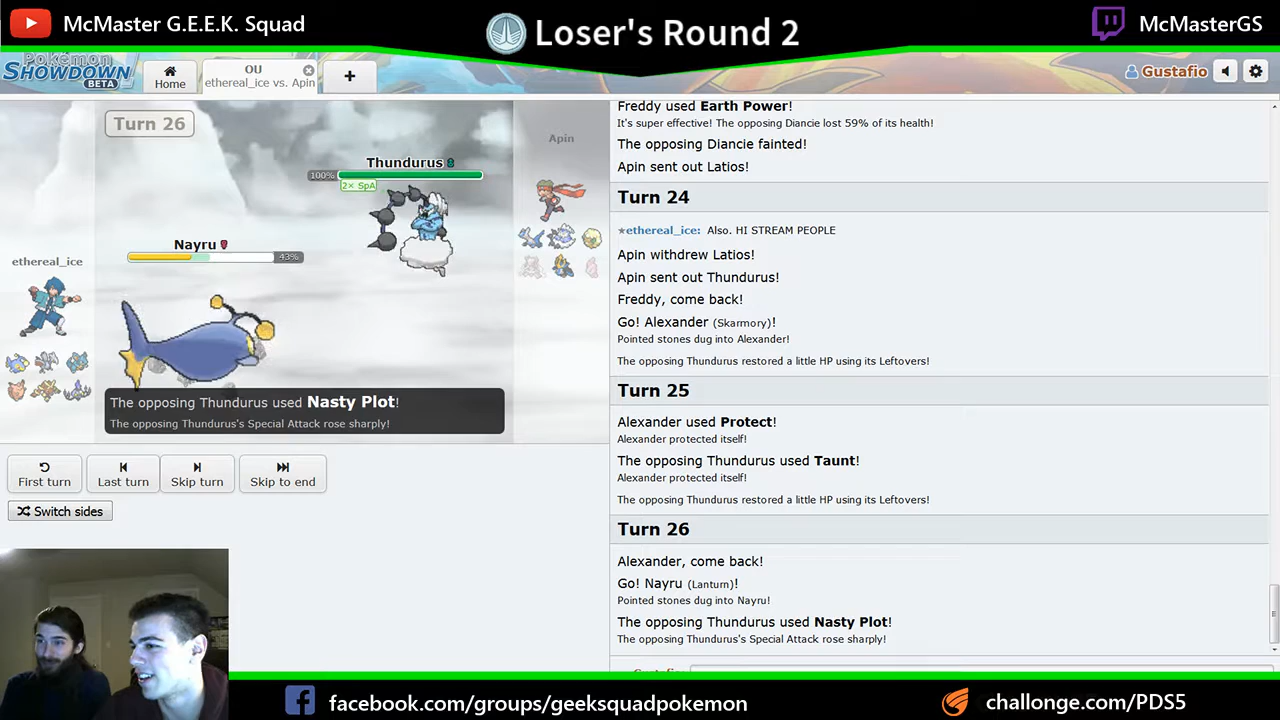 McMaster G.E.E.K. Squad
Loser's Round 2
McMasterGS
Pokémon
SHOWDOWN
BETA
Home
OU
ethereal_ice vs. Apin
Gustafio
Turn 26
Thundurus
100%
2× SpA
Nayru
43%
ethereal_ice
Apin
The opposing Thundurus used Nasty Plot!
The opposing Thundurus's Special Attack rose sharply!
First turn
Last turn
Skip turn
Skip to end
Switch sides
Freddy used Earth Power!
It's super effective! The opposing Diancie lost 59% of its health!
The opposing Diancie fainted!
Apin sent out Latios!
Turn 24
★ethereal_ice: Also. HI STREAM PEOPLE
Apin withdrew Latios!
Apin sent out Thundurus!
Freddy, come back!
Go! Alexander (Skarmory)!
Pointed stones dug into Alexander!
The opposing Thundurus restored a little HP using its Leftovers!
Turn 25
Alexander used Protect!
Alexander protected itself!
The opposing Thundurus used Taunt!
Alexander protected itself!
The opposing Thundurus restored a little HP using its Leftovers!
Turn 26
Alexander, come back!
Go! Nayru (Lanturn)!
Pointed stones dug into Nayru!
The opposing Thundurus used Nasty Plot!
The opposing Thundurus's Special Attack rose sharply!
facebook.com/groups/geeksquadpokemon
challonge.com/PDS5